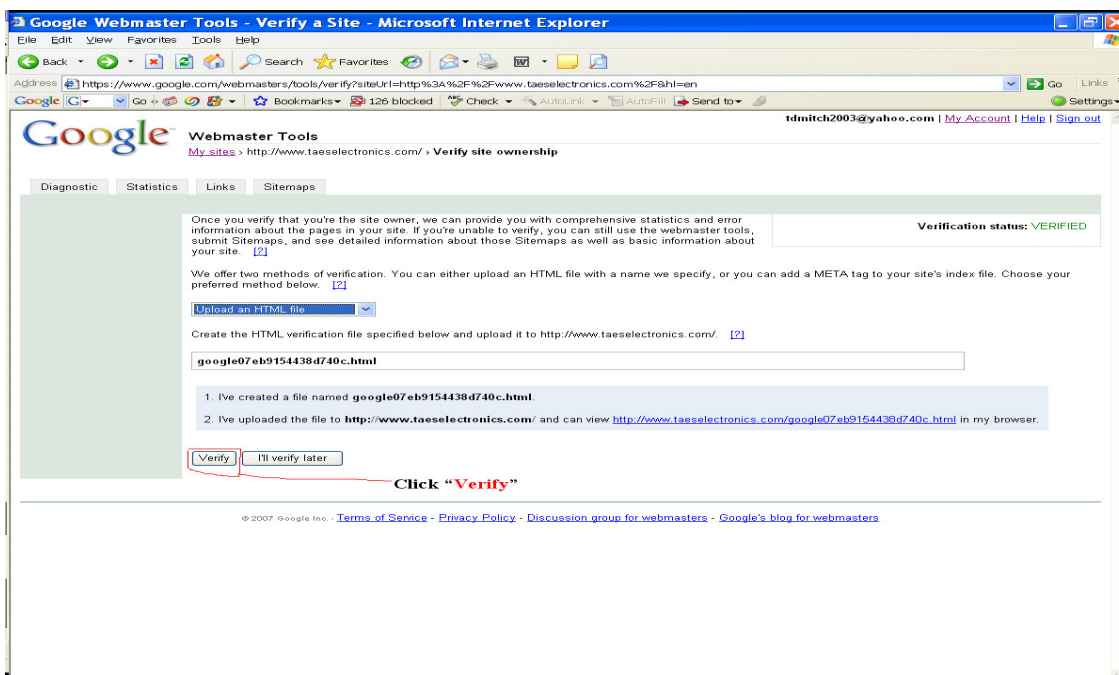 Google Webmaster Tools - Verify a Site - Microsoft Internet Explorer
File Edit View Favorites Tools Help
Back Search Favorites
Address https://www.google.com/webmasters/tools/verify?siteUrl=http%3A%2F%2Fwww.taeselectronics.com%2F&hl=en Go Links
Google G Go Bookmarks 126 blocked ABC Check AutoLink AutoFill Send to Settings
tdmitch2003@yahoo.com | My Account | Help | Sign out
Google Webmaster Tools
My sites > http://www.taeselectronics.com/ > Verify site ownership
Diagnostic Statistics Links Sitemaps
Once you verify that you're the site owner, we can provide you with comprehensive statistics and error
information about the pages in your site. If you're unable to verify, you can still use the webmaster tools,
submit Sitemaps, and see detailed information about those Sitemaps as well as basic information about
your site. [?]
Verification status: VERIFIED
We offer two methods of verification. You can either upload an HTML file with a name we specify, or you can add a META tag to your site's index file. Choose your
preferred method below. [?]
Upload an HTML file
Create the HTML verification file specified below and upload it to http://www.taeselectronics.com/. [?]
google07eb9154438d740c.html
1. I've created a file named google07eb9154438d740c.html.
2. I've uploaded the file to http://www.taeselectronics.com/ and can view http://www.taeselectronics.com/google07eb9154438d740c.html in my browser.
Verify I'll verify later
Click “Verify”
© 2007 Google Inc. - Terms of Service - Privacy Policy - Discussion group for webmasters - Google's blog for webmasters